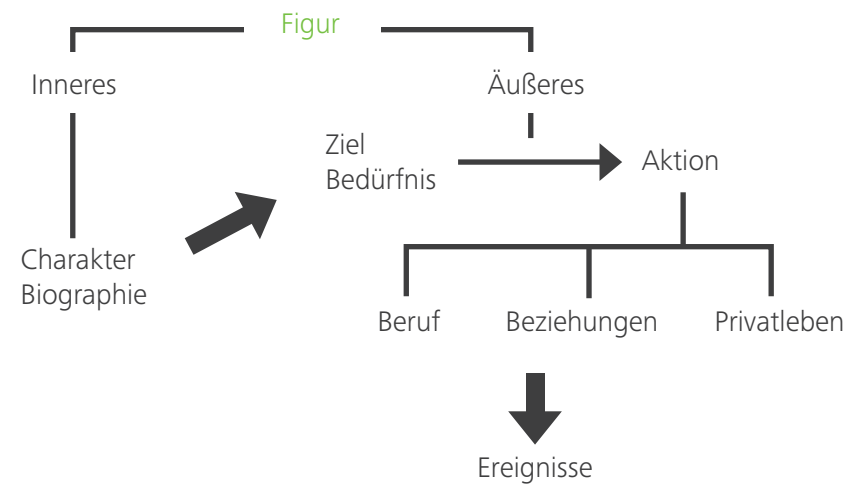 Figur
Inneres
Äußeres
Ziel
Bedürfnis
Aktion
Charakter
Biographie
Beruf
Beziehungen
Privatleben
Ereignisse